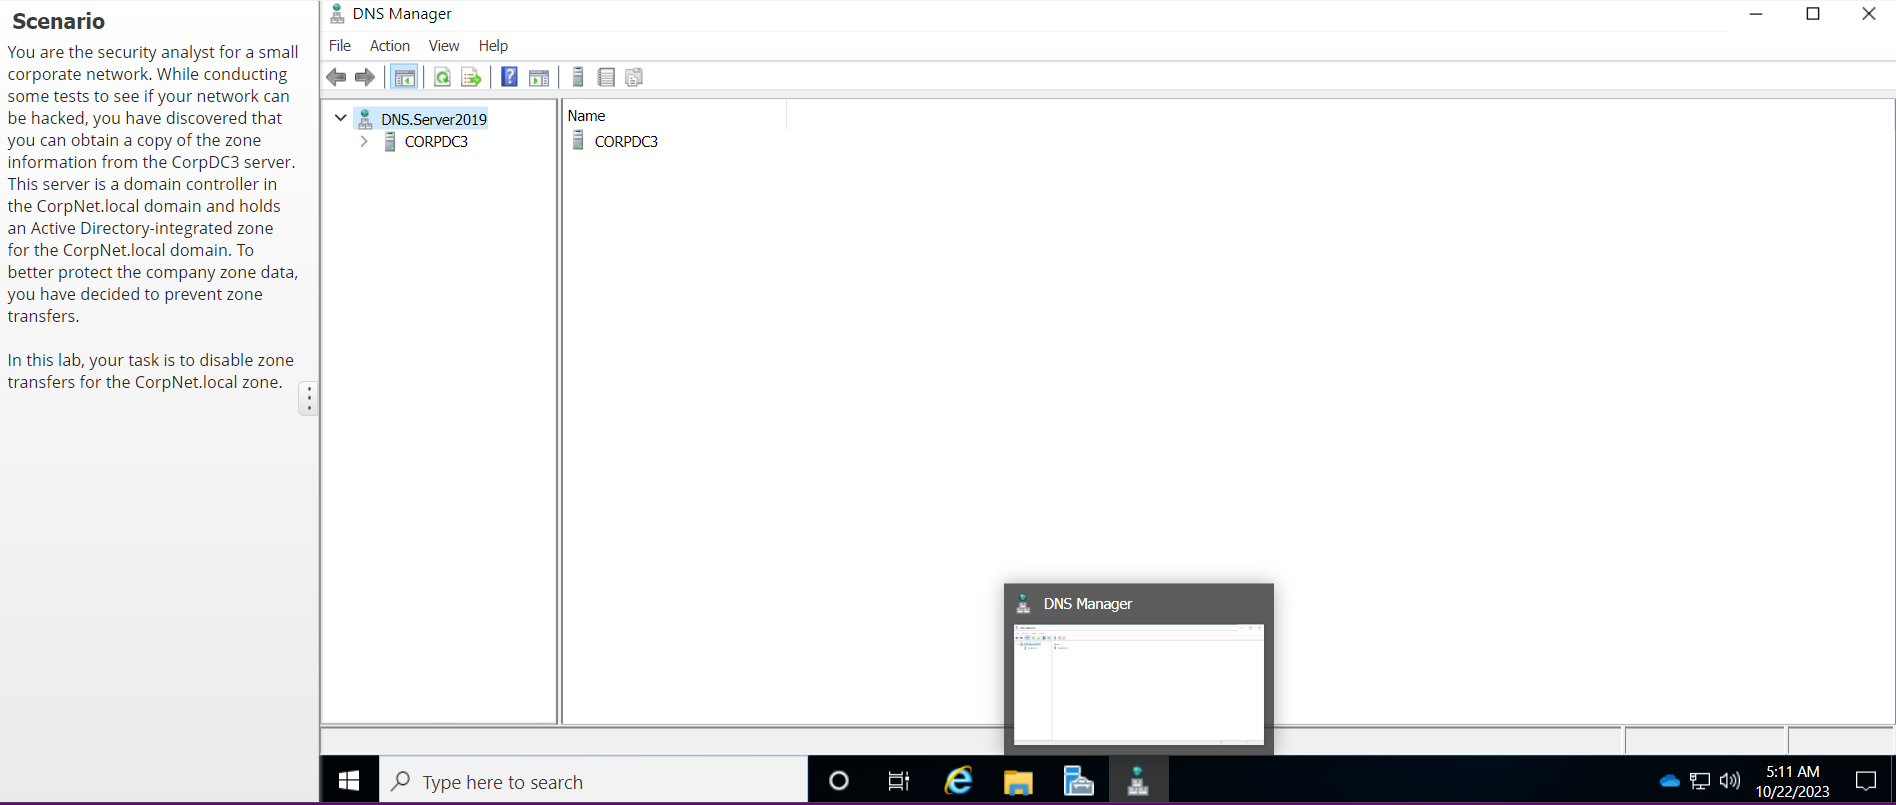 Scenario
You are the security analyst for a small
corporate network. While conducting
some tests to see if your network can
be hacked, you have discovered that
you can obtain a copy of the zone
information from the CorpDC3 server.
This server is a domain controller in
the CorpNet.local domain and holds
an Active Directory-integrated zone
for the CorpNet.local domain. To
better protect the company zone data,
you have decided to prevent zone
transfers.
In this lab, your task is to disable zone
transfers for the CorpNet.local zone.
DNS Manager
File Action View Help
DNS.Server2019
CORPDC3
Name
CORPDC3
DNS Manager
Type here to search
5:11 AM
10/22/2023